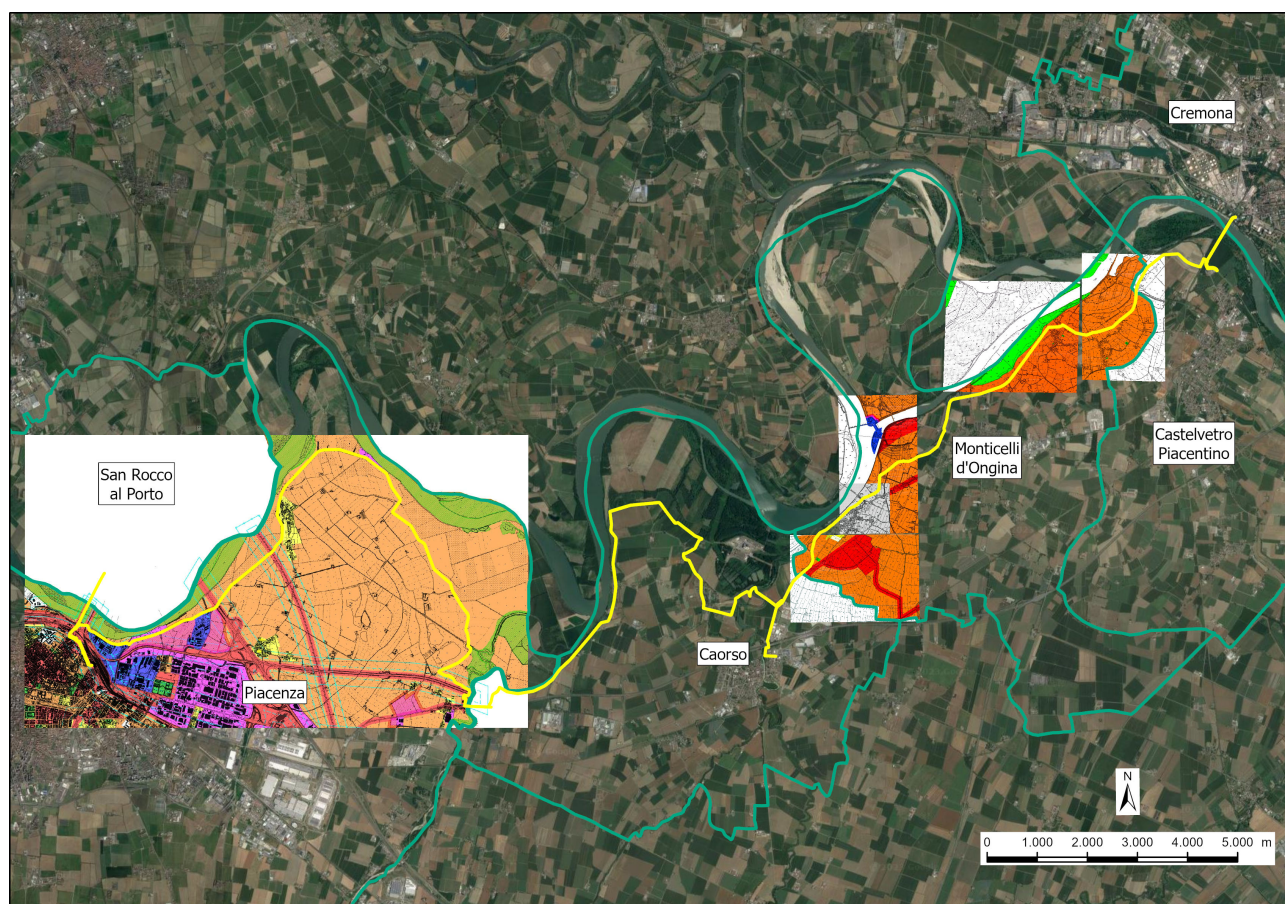 Cremona
San Rocco
al Porto
Monticelli
d'Ongina
Castelvetro
Piacentino
Caorso
Piacenza
N
0 1.000 2.000 3.000 4.000 5.000 m